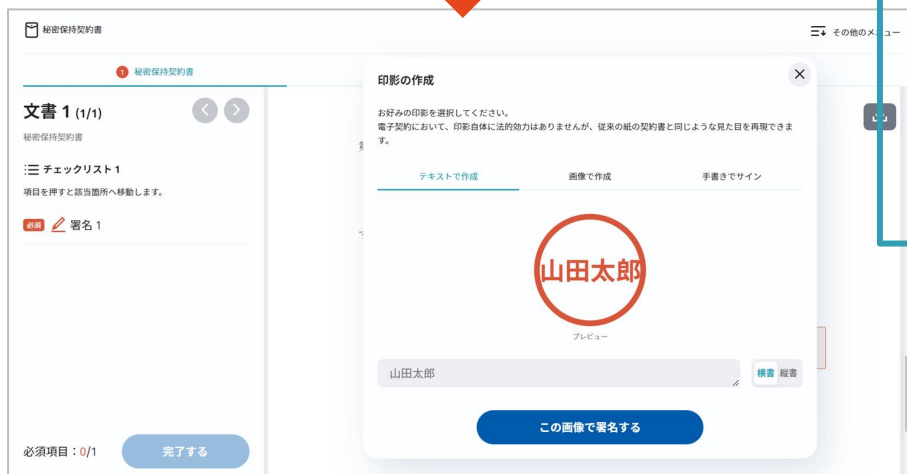 秘密保持契約書
その他のメニュー
1 秘密保持契約書
文書 1 (1/1)
秘密保持契約書
チェックリスト 1
項目を押すと該当箇所へ移動します。
必須 署名 1
必須項目：0/1
完了する
印影の作成
お好みの印影を選択してください。
電子契約において、印影自体に法的効力はありませんが、従来の紙の契約書と同じような見た目を再現できま
す。
テキストで作成 画像で作成 手書きでサイン
山田太郎
プレビュー
山田太郎
横書 縦書
この画像で署名する